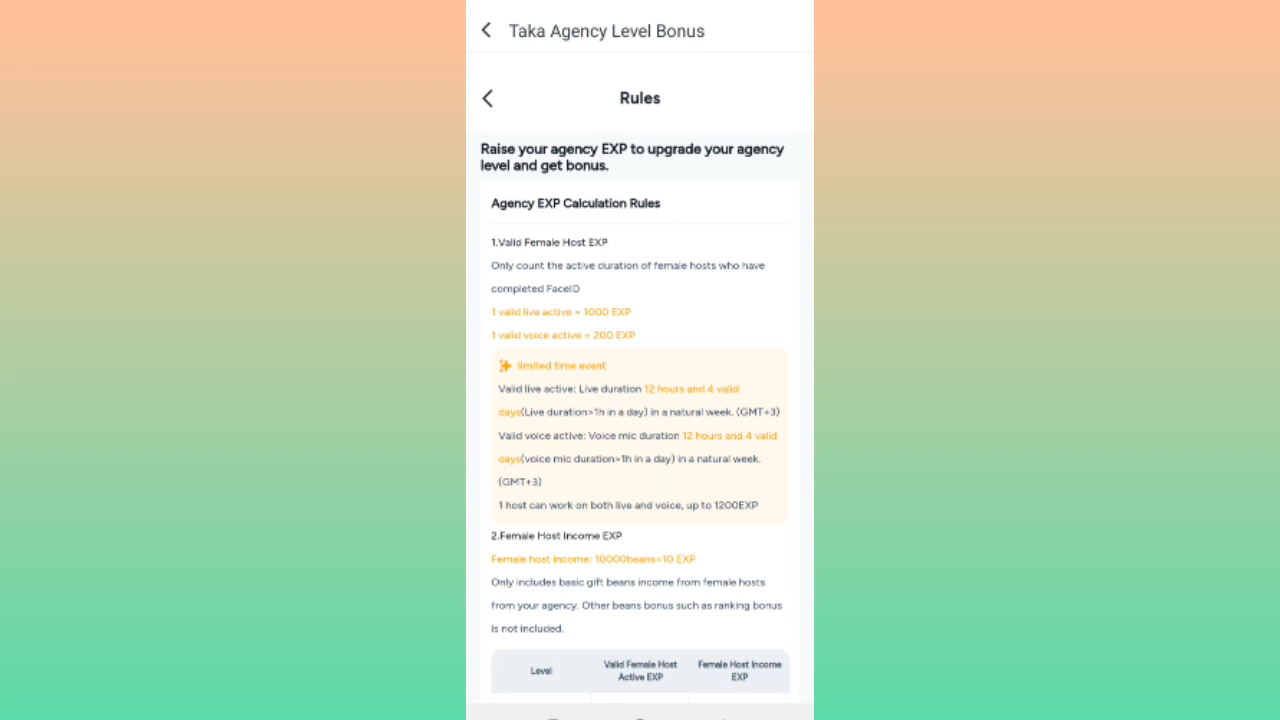 Taka Agency Level Bonus
Rules
Raise your agency EXP to upgrade your agency
level and get bonus.
Agency EXP Calculation Rules
1.Valid Female Host EXP
Only count the active duration of female hosts who have
completed FaceID
1 valid live active = 1000 EXP
1 valid voice active = 200 EXP
limited time event
Valid live active: Live duration 12 hours and 4 valid
days(Live duration>1h in a day) in a natural week. (GMT+3)
Valid voice active: Voice mic duration 12 hours and 4 valid
days(voice mic duration>1h in a day) in a natural week.
(GMT+3)
1 host can work on both live and voice, up to 1200EXP
2.Female Host Income EXP
Female host income: 10000beans=10 EXP
Only includes basic gift beans income from female hosts
from your agency. Other beans bonus such as ranking bonus
is not included.
Level
Valid Female Host
Active EXP
Female Host Income
EXP